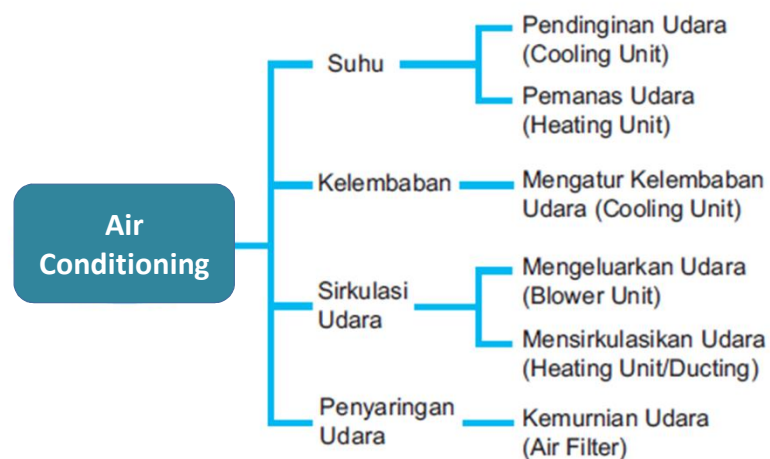 Air
Conditioning
Suhu
Pendinginan Udara
(Cooling Unit)
Pemanas Udara
(Heating Unit)
Kelembaban
Mengatur Kelembaban
Udara (Cooling Unit)
Sirkulasi
Udara
Mengeluarkan Udara
(Blower Unit)
Mensirkulasikan Udara
(Heating Unit/Ducting)
Penyaringan
Udara
Kemurnian Udara
(Air Filter)